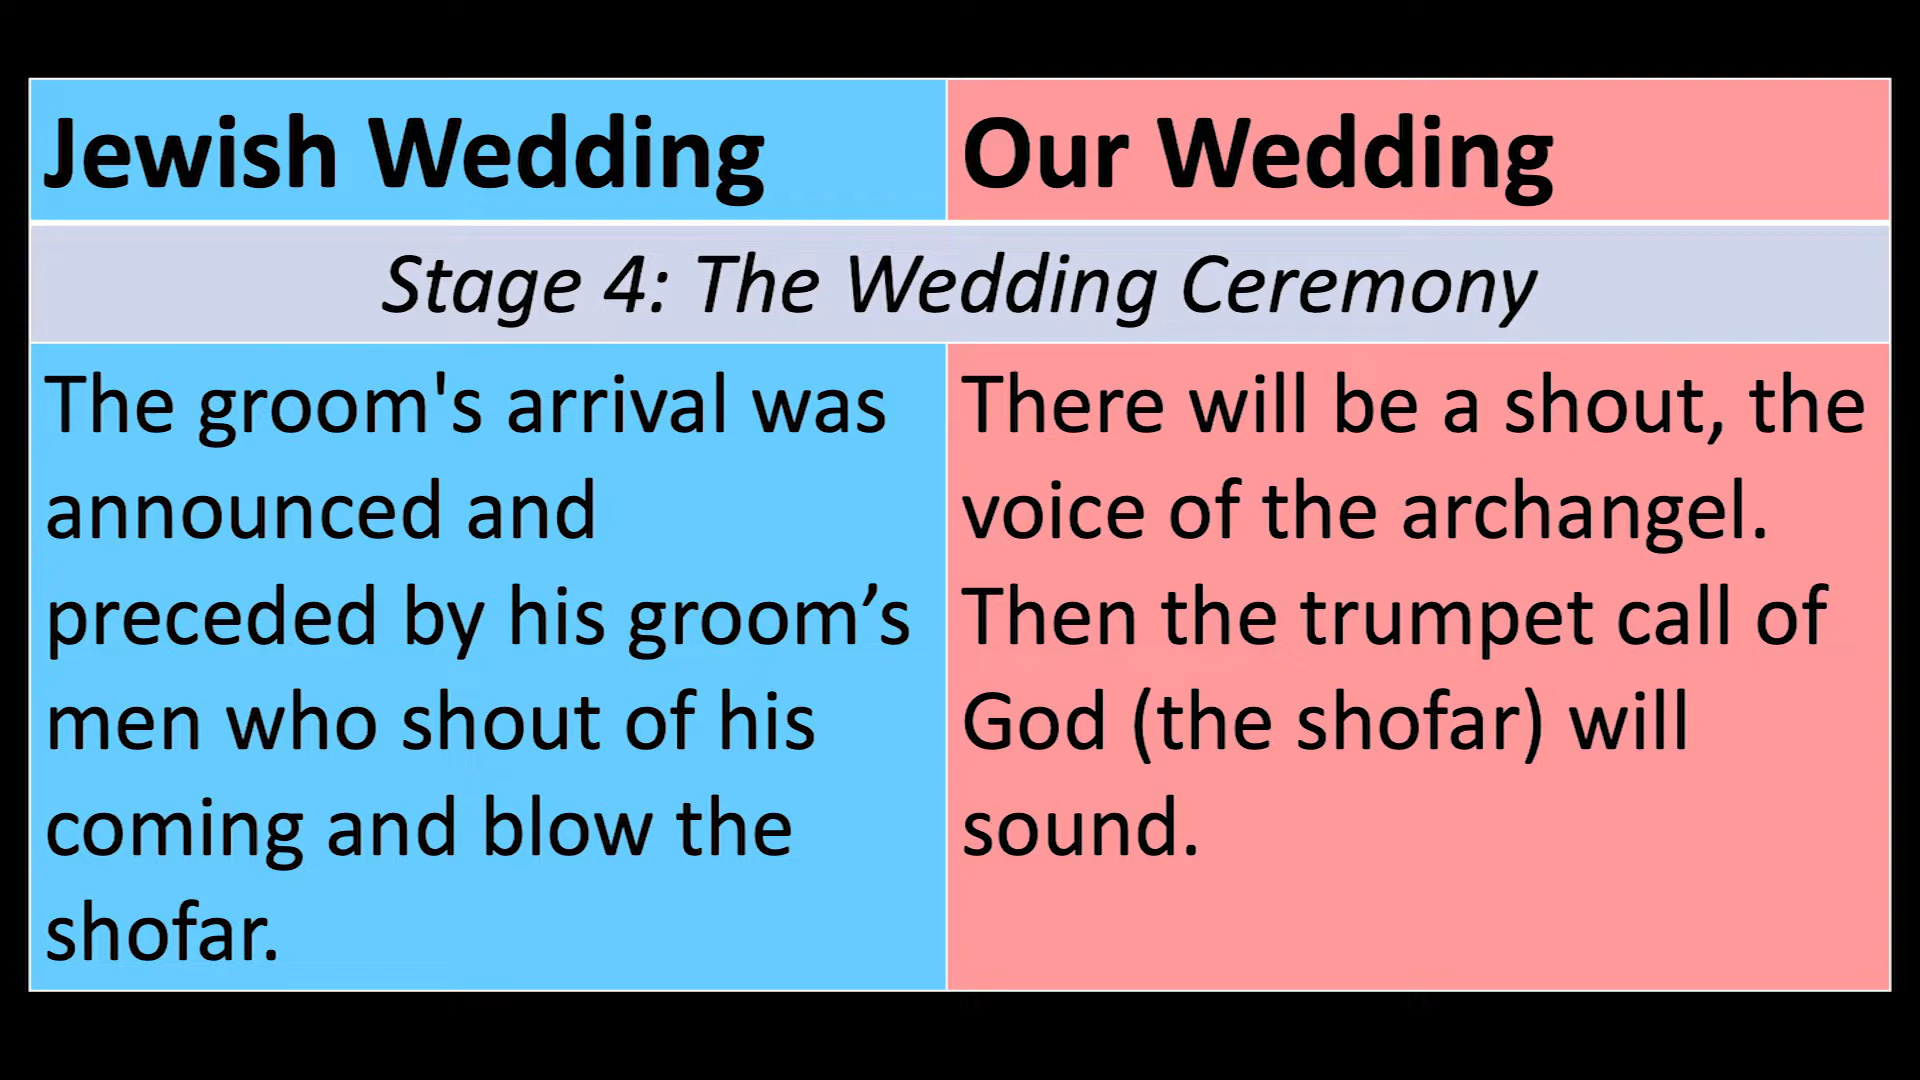 Jewish Wedding
Our Wedding
Stage 4: The Wedding Ceremony
The groom's arrival was
announced and
preceded by his groom’s
men who shout of his
coming and blow the
shofar.
There will be a shout, the
voice of the archangel.
Then the trumpet call of
God (the shofar) will
sound.